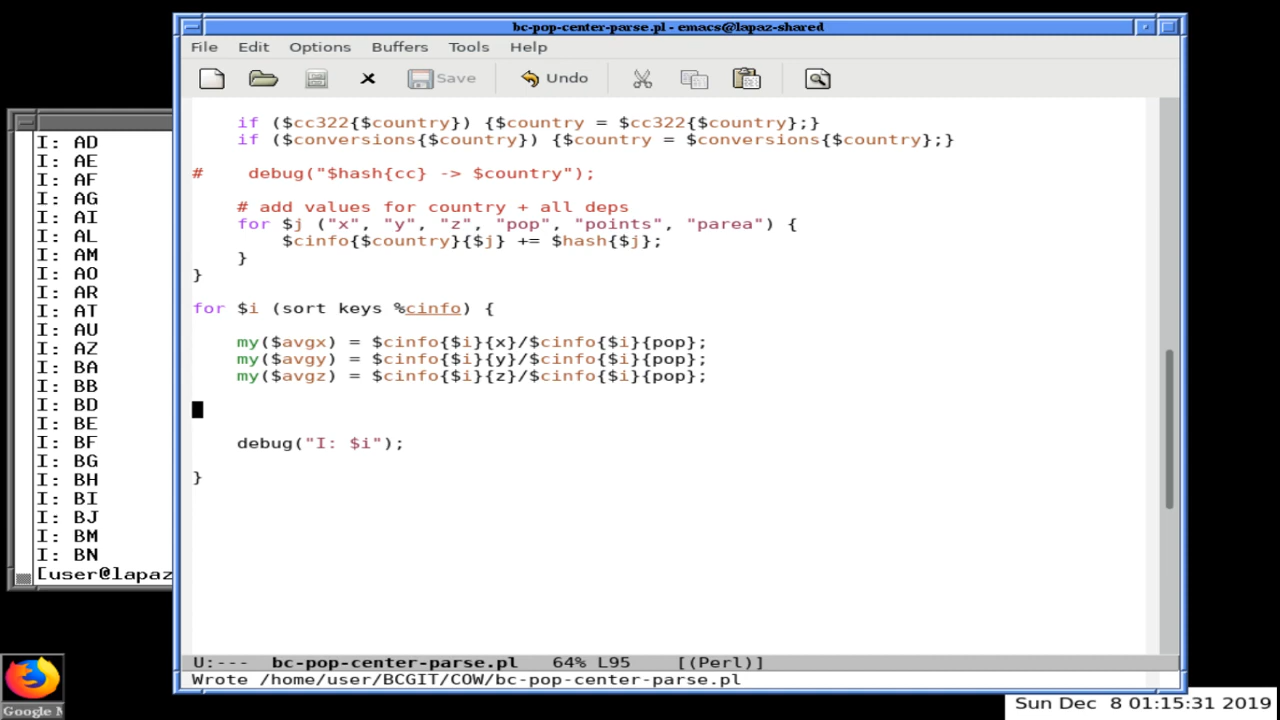 bc-pop-center-parse.pl - emacs@lapaz-shared
File Edit Options Buffers Tools Help
Save Undo
if ($cc322{$country}) {$country = $cc322{$country};}
if ($conversions{$country}) {$country = $conversions{$country};}
# debug("$hash{cc} -> $country");
# add values for country + all deps
for $j ("x", "y", "z", "pop", "points", "parea") {
$cinfo{$country}{$j} += $hash{$j};
}
}
for $i (sort keys %cinfo) {
my($avgx) = $cinfo{$i}{x}/$cinfo{$i}{pop};
my($avgy) = $cinfo{$i}{y}/$cinfo{$i}{pop};
my($avgz) = $cinfo{$i}{z}/$cinfo{$i}{pop};
debug("I: $i");
}
U:--- bc-pop-center-parse.pl 64% L95 [(Perl)]
Wrote /home/user/BCGIT/COW/bc-pop-center-parse.pl
I: AD
I: AE
I: AF
I: AG
I: AI
I: AL
I: AM
I: AO
I: AR
I: AT
I: AU
I: AZ
I: BA
I: BB
I: BD
I: BE
I: BF
I: BG
I: BH
I: BI
I: BJ
I: BM
I: BN
[user@lapaz
Google M
Sun Dec 8 01:15:31 2019